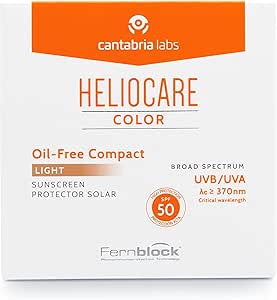 cantabria labs
HELIOCARE
COLOR
Oil-Free Compact
LIGHT
SUNSCREEN
PROTECTOR SOLAR
BROAD SPECTRUM
UVB/UVA
λc ≥ 370nm
Critical wavelength
SPF
50
Fernblock®